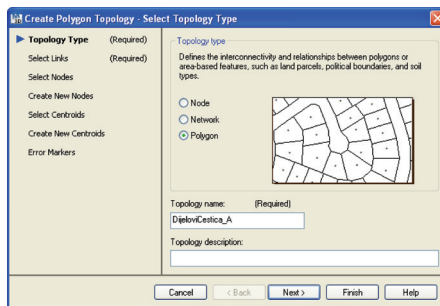 Create Polygon Topology - Select Topology Type
Topology Type (Required)
Select Links (Required)
Select Nodes
Create New Nodes
Select Centroids
Create New Centroids
Error Markers
Topology type
Defines the interconnectivity and relationships between polygons or
area-based features, such as land parcels, political boundaries, and soil
types.
Node
Network
Polygon
Topology name: (Required)
DijeloviCestica_A
Topology description:
Cancel
< Back
Next >
Finish
Help